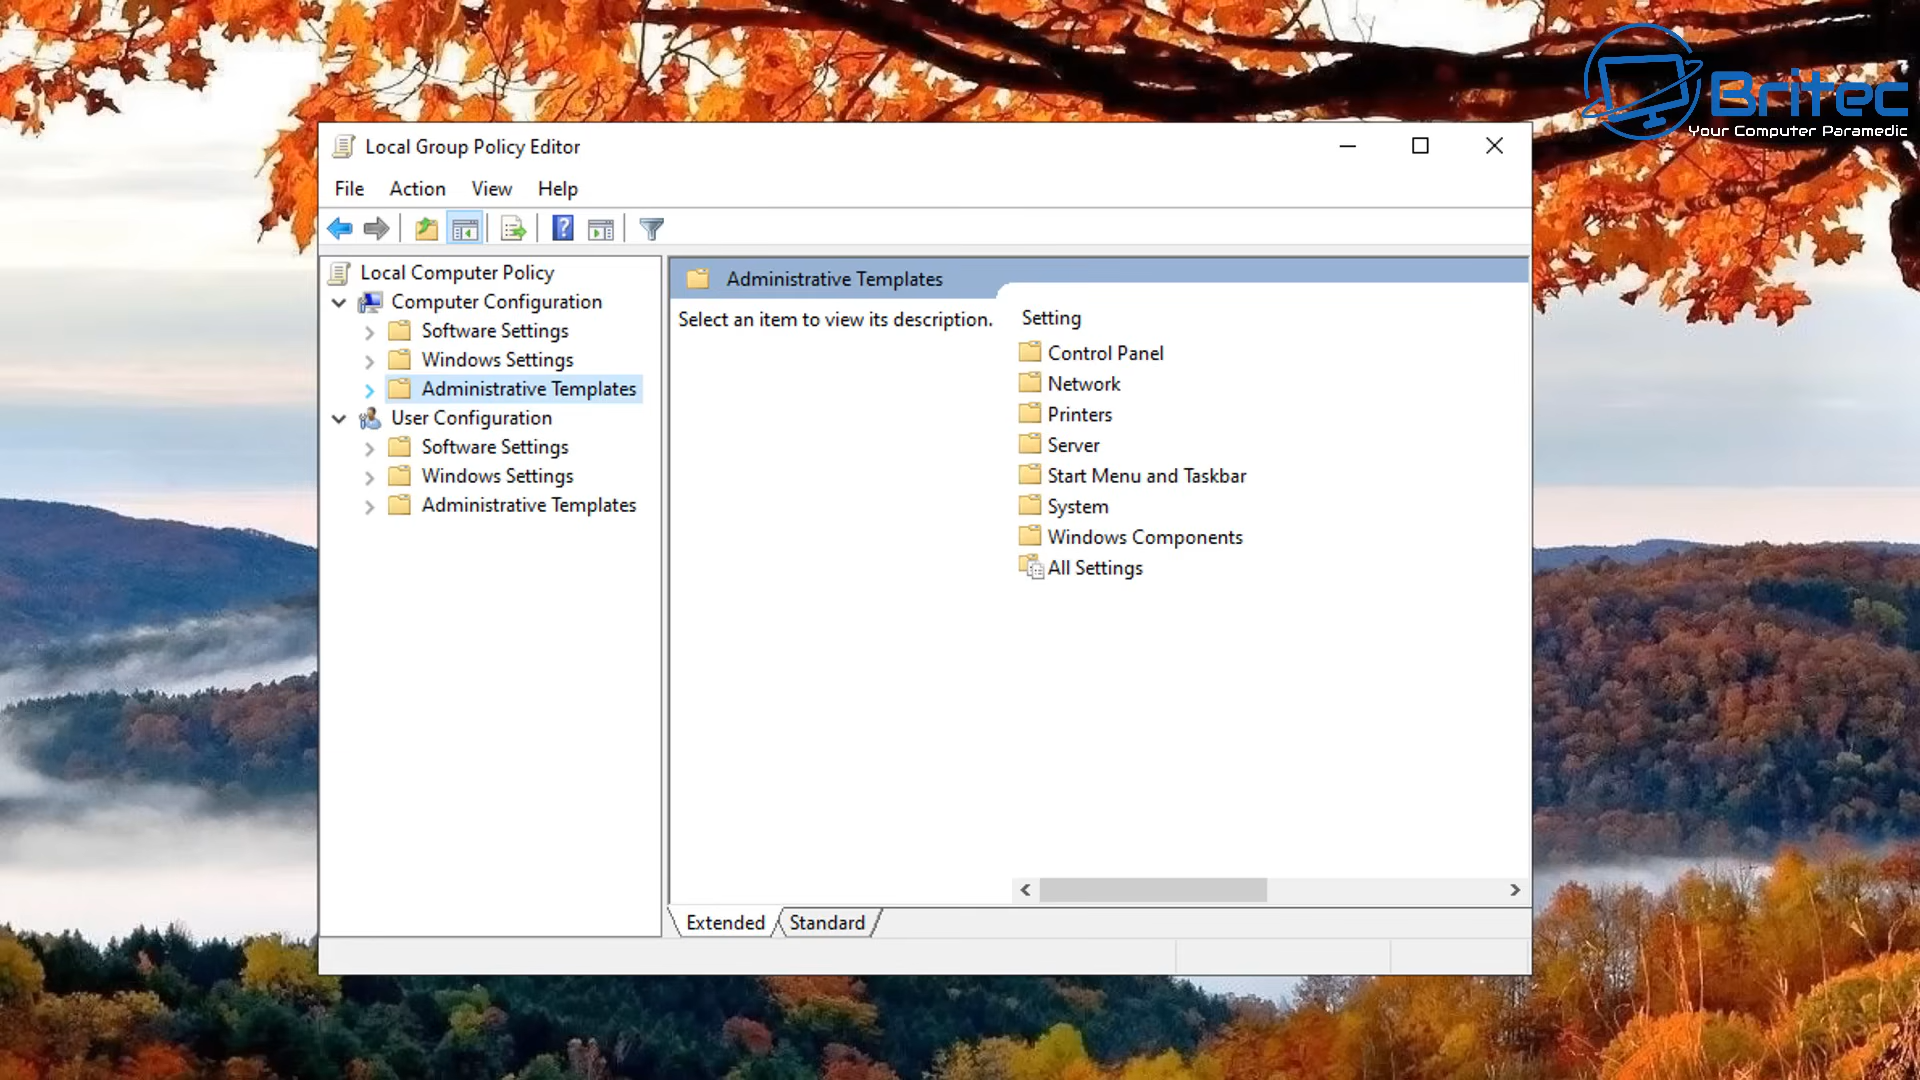 Britec
Your Computer Paramedic
Local Group Policy Editor
File Action View Help
Local Computer Policy
Computer Configuration
Software Settings
Windows Settings
Administrative Templates
User Configuration
Software Settings
Windows Settings
Administrative Templates
Administrative Templates
Select an item to view its description.
Setting
Control Panel
Network
Printers
Server
Start Menu and Taskbar
System
Windows Components
All Settings
Extended Standard